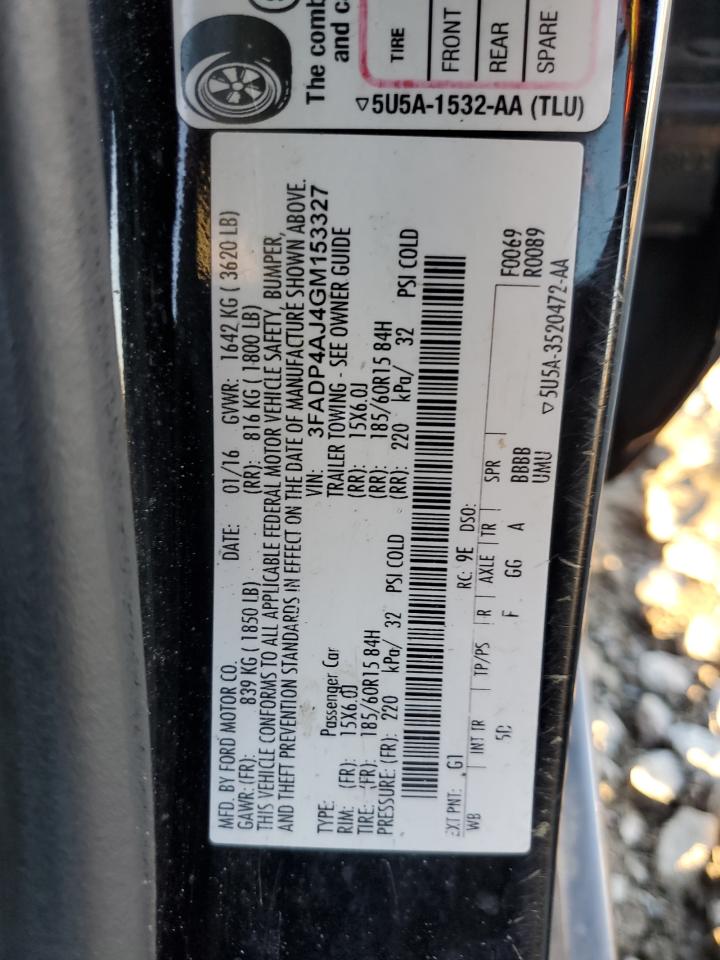 The comb
and ca
TIRE
FRONT
REAR
SPARE
▽5U5A-1532-AA (TLU)
MFD. BY FORD MOTOR CO. DATE: 01/16 GVWR: 1642 KG ( 3620 LB)
GAWR: (FR): 839 KG ( 1850 LB) (RR): 816 KG ( 1800 LB)
THIS VEHICLE CONFORMS TO ALL APPLICABLE FEDERAL MOTOR VEHICLE SAFETY, BUMPER,
AND THEFT PREVENTION STANDARDS IN EFFECT ON THE DATE OF MANUFACTURE SHOWN ABOVE.
VIN: 3FADP4AJ4GM153327
TYPE: Passenger Car TRAILER TOWING - SEE OWNER GUIDE
RIM: (FR): 15X6.0J (RR): 15X6.0J
TIRE: (FR): 185/60R15 84H (RR): 185/60R15 84H
PRESSURE: (FR): 220 kPa/ 32 PSI COLD (RR): 220 kPa/ 32 PSI COLD
EXT PNT: G1 RC: 9E DSO: F0069
WB INT TR TP/PS R AXLE TR SPR R0089
5D F GG A BBBB
UMU
▽5U5A-3520472-AA